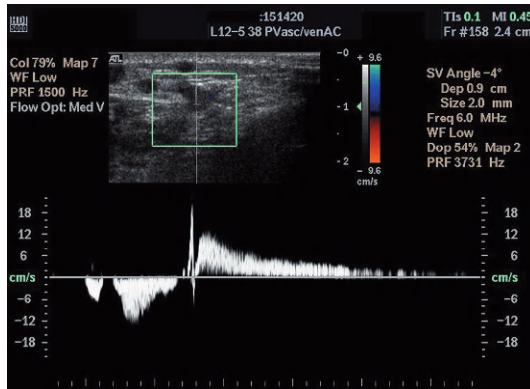 HDI
5000
:151420
L12-5 38 PVasc/venAC
TIs 0.1 MI 0.45
Fr #158 2.4 cm
Col 79% Map 7
WF Low
PRF 1500 Hz
Flow Opt: Med V
ATL
+ 9.6
- 9.6
cm/s
0
1
2
SV Angle -4°
Dep 0.9 cm
Size 2.0 mm
Freq 6.0 MHz
WF Low
Dop 54% Map 2
PRF 3731 Hz
18
12
6
cm/s
-6
-12
18
12
6
cm/s
-6
-12